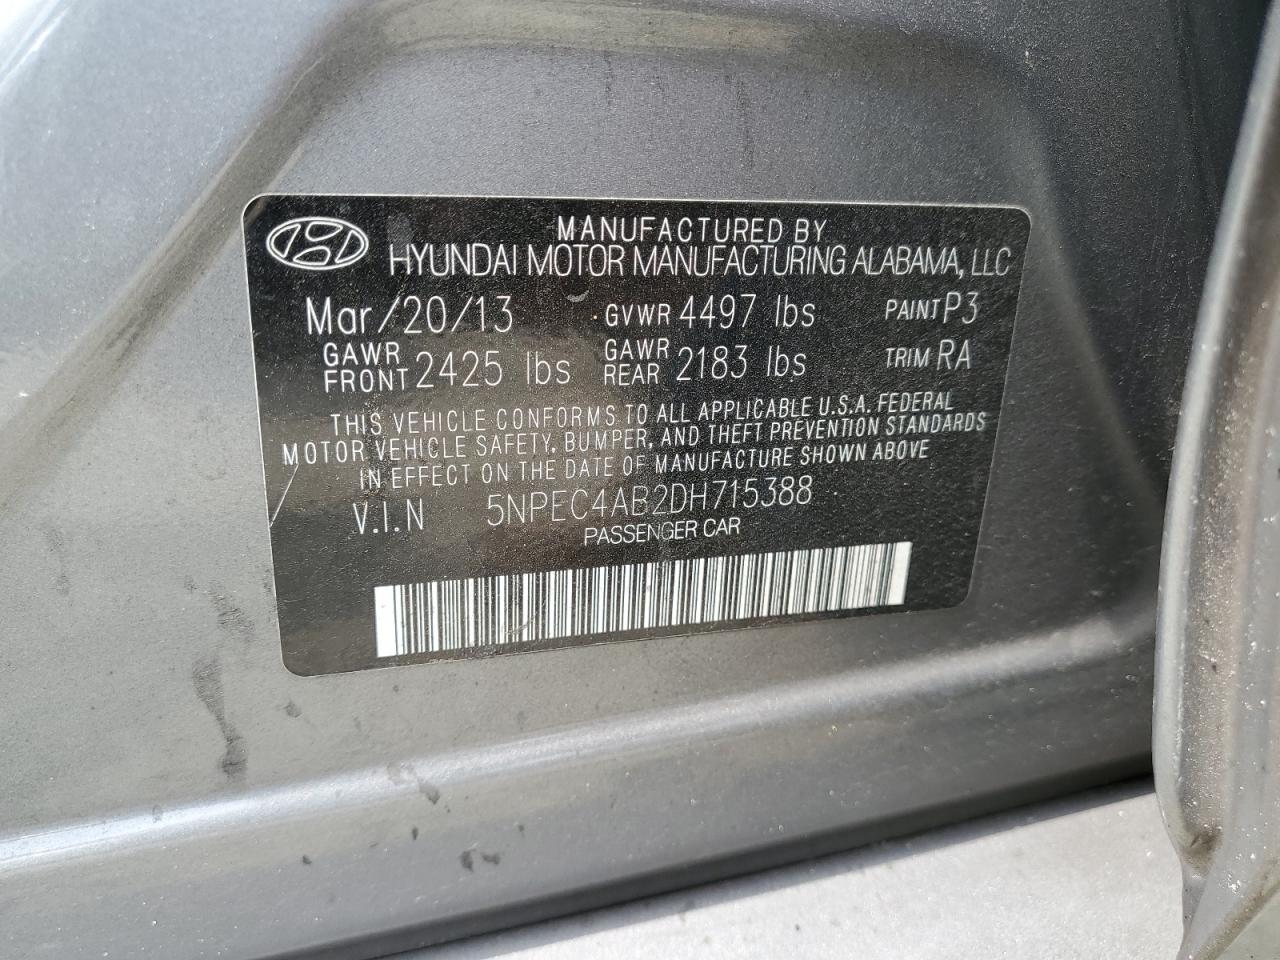 MANUFACTURED BY
HYUNDAI MOTOR MANUFACTURING ALABAMA, LLC
Mar/20/13 GVWR 4497 lbs PAINT P3
GAWR FRONT 2425 lbs GAWR REAR 2183 lbs TRIM RA
THIS VEHICLE CONFORMS TO ALL APPLICABLE U.S.A. FEDERAL
MOTOR VEHICLE SAFETY, BUMPER, AND THEFT PREVENTION STANDARDS
IN EFFECT ON THE DATE OF MANUFACTURE SHOWN ABOVE
V.I.N 5NPEC4AB2DH715388
PASSENGER CAR